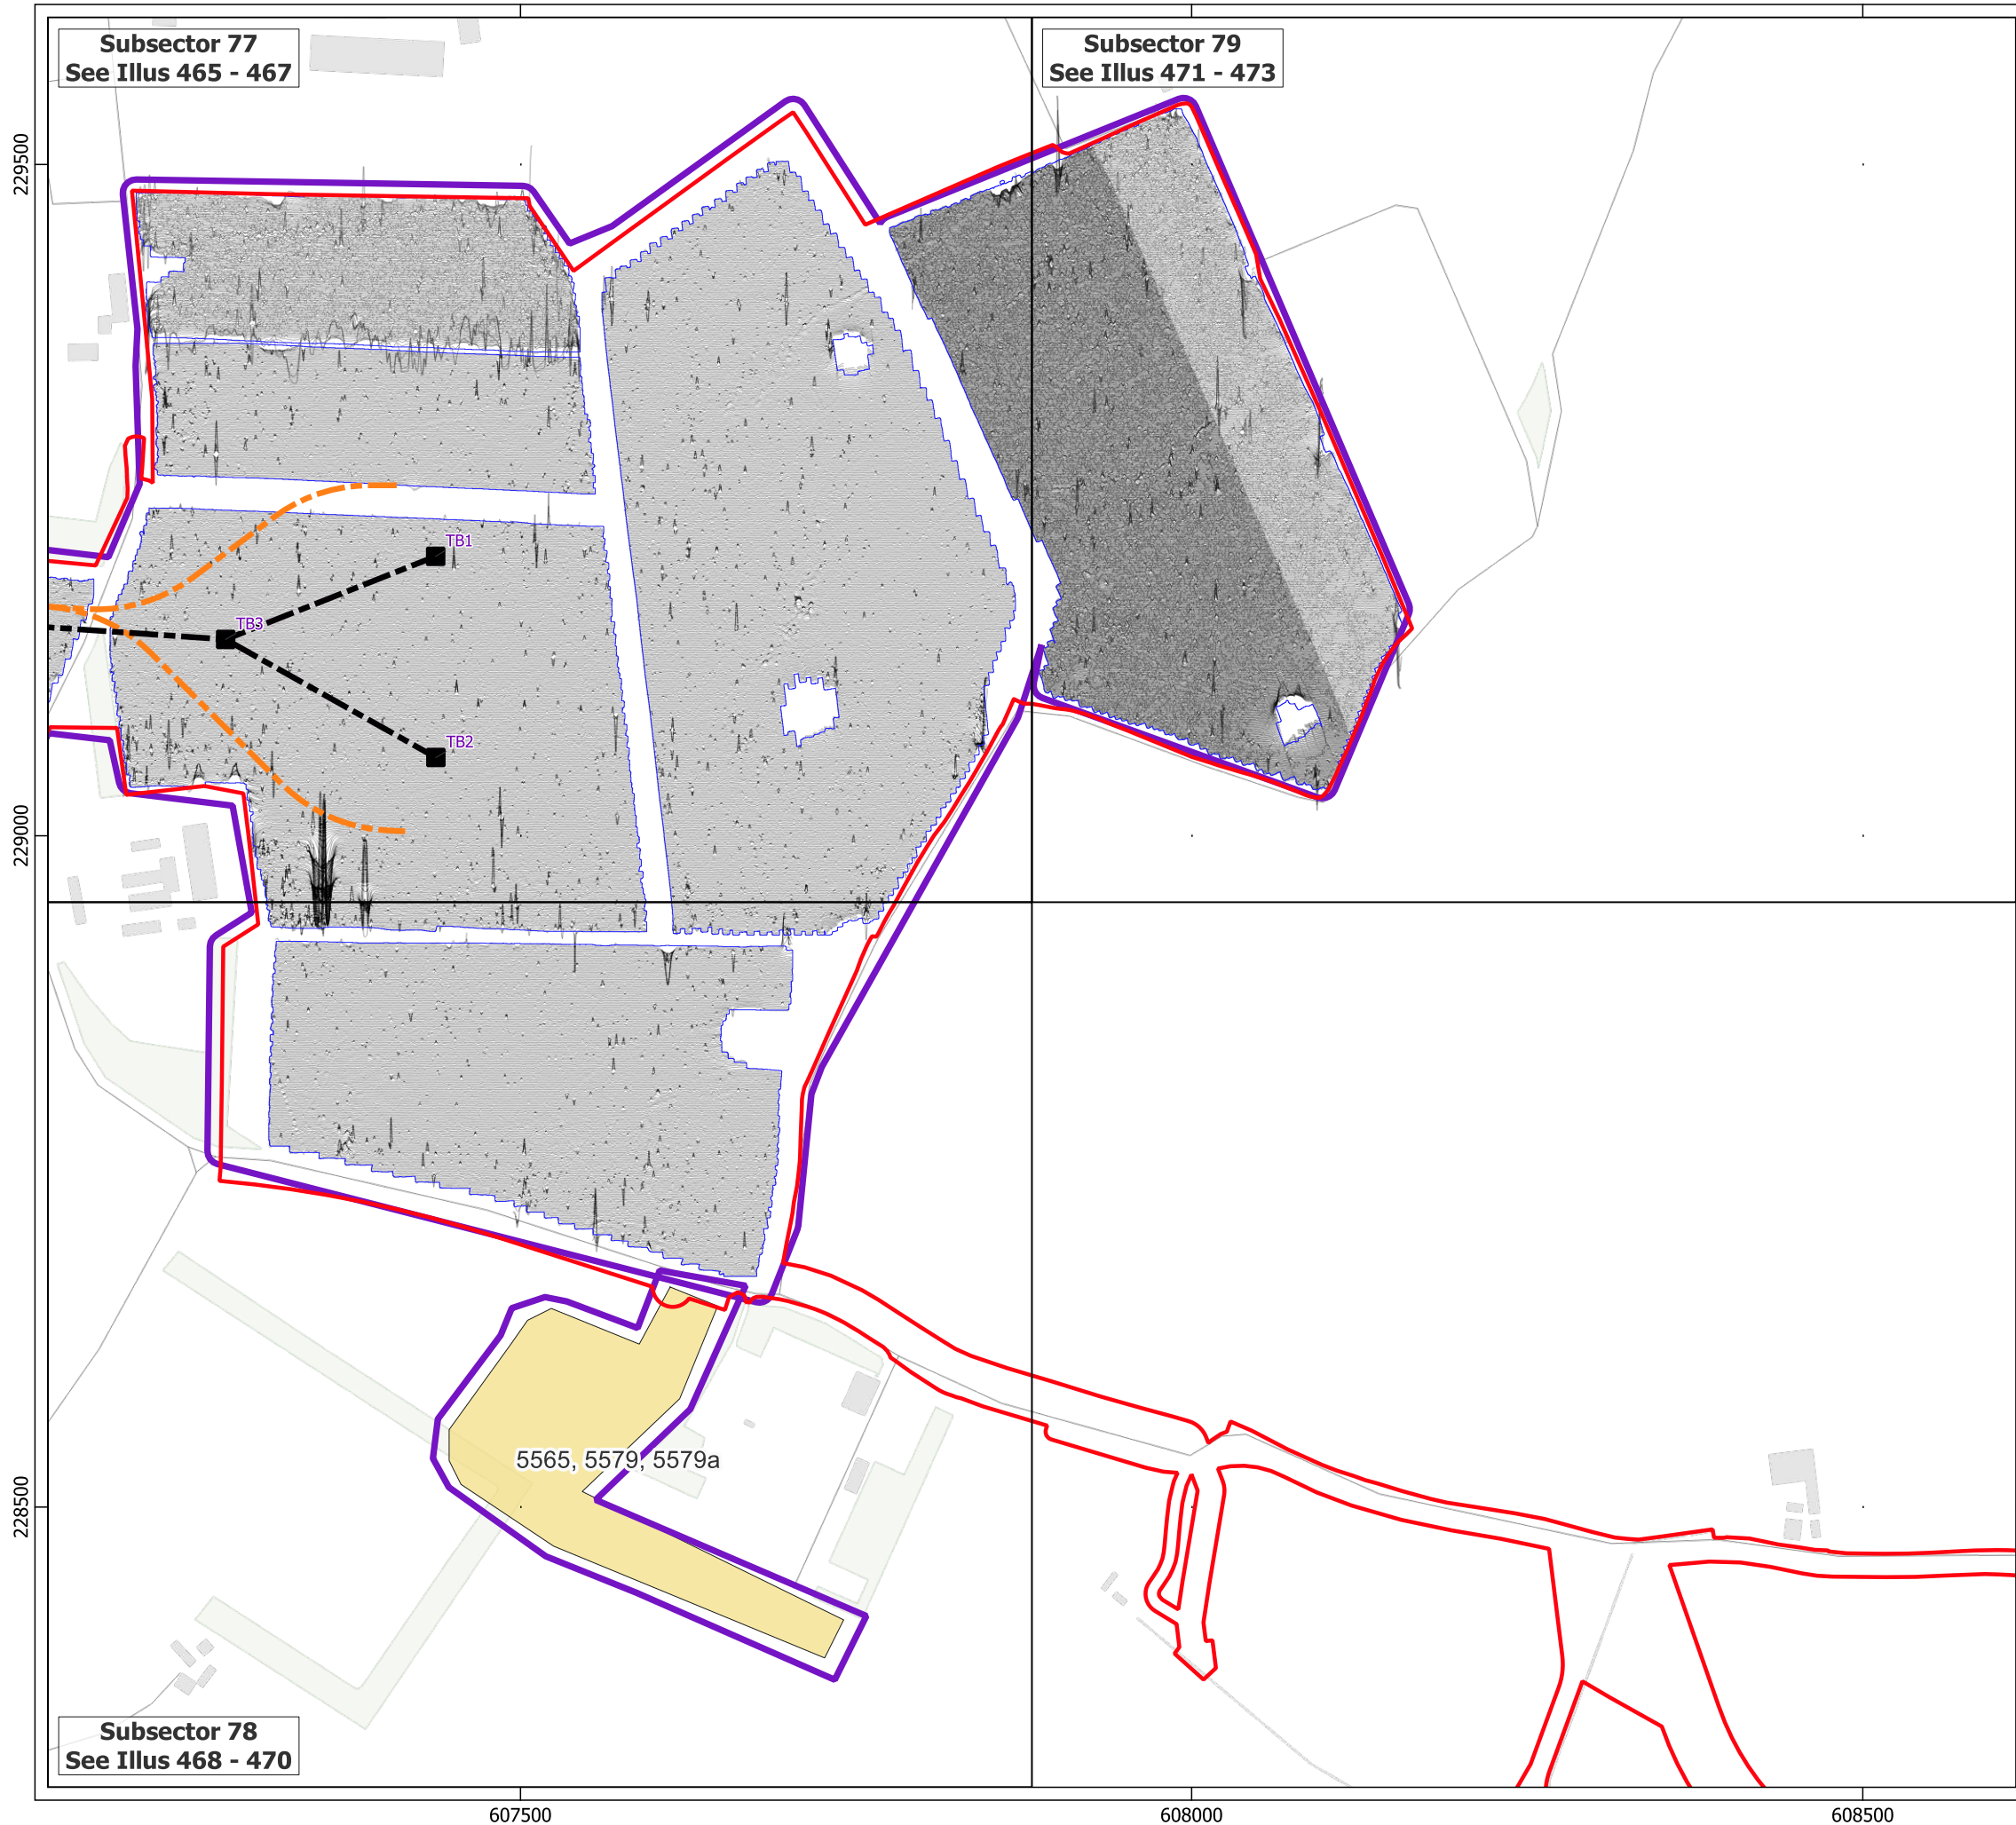 Subsector 77
See Illus 465 - 467
Subsector 79
See Illus 471 - 473
229500
TB1
TB3
TB2
229000
5565, 5579, 5579a
228500
Subsector 78
See Illus 468 - 470
607500
608000
608500